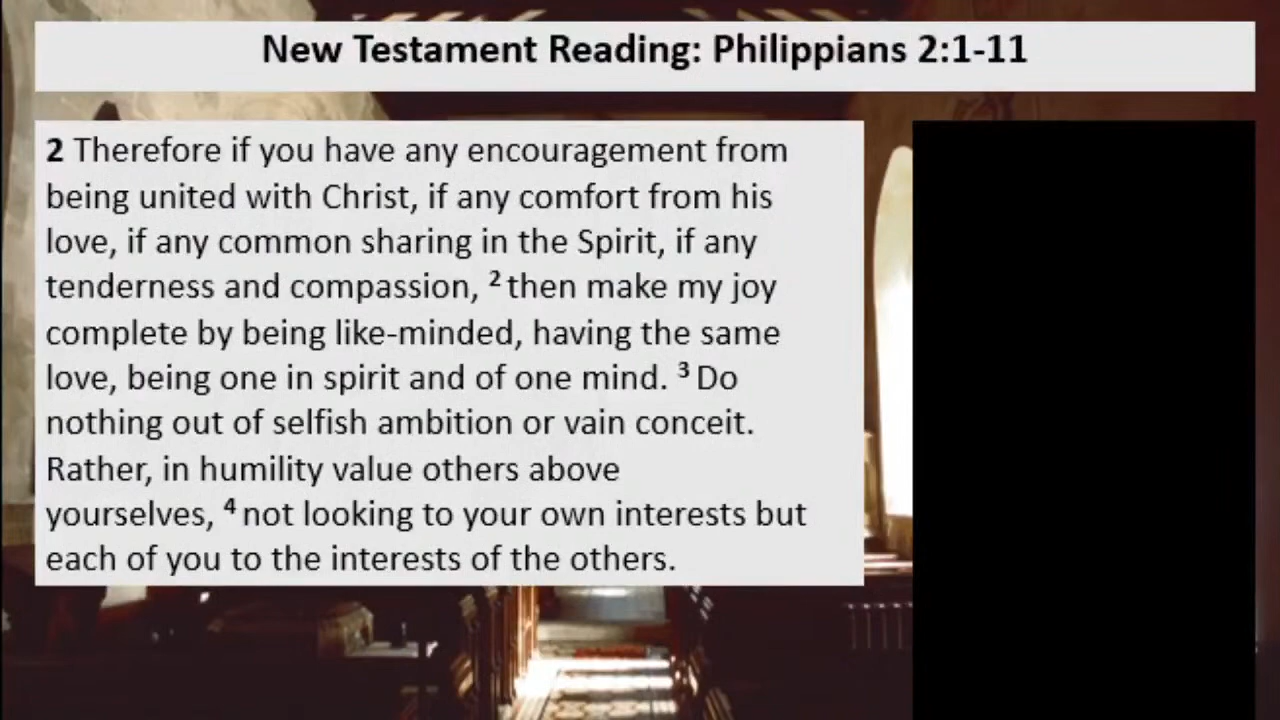 New Testament Reading: Philippians 2:1-11
2 Therefore if you have any encouragement from
being united with Christ, if any comfort from his
love, if any common sharing in the Spirit, if any
tenderness and compassion, 2 then make my joy
complete by being like-minded, having the same
love, being one in spirit and of one mind. 3 Do
nothing out of selfish ambition or vain conceit.
Rather, in humility value others above
yourselves, 4 not looking to your own interests but
each of you to the interests of the others.